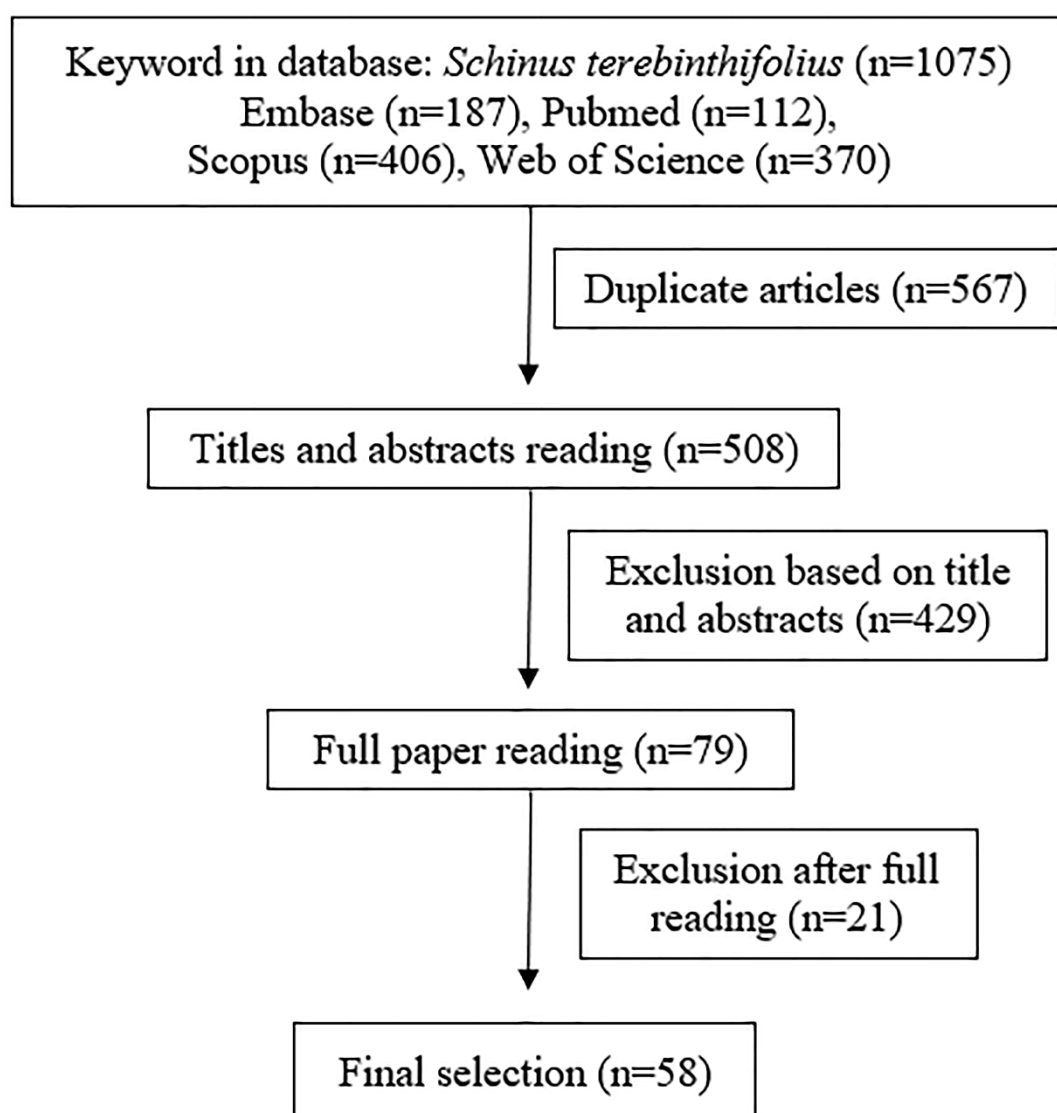 Keyword in database: Schinus terebinthifolius (n=1075)
Embase (n=187), Pubmed (n=112),
Scopus (n=406), Web of Science (n=370)
Duplicate articles (n=567)
Titles and abstracts reading (n=508)
Exclusion based on title
and abstracts (n=429)
Full paper reading (n=79)
Exclusion after full
reading (n=21)
Final selection (n=58)